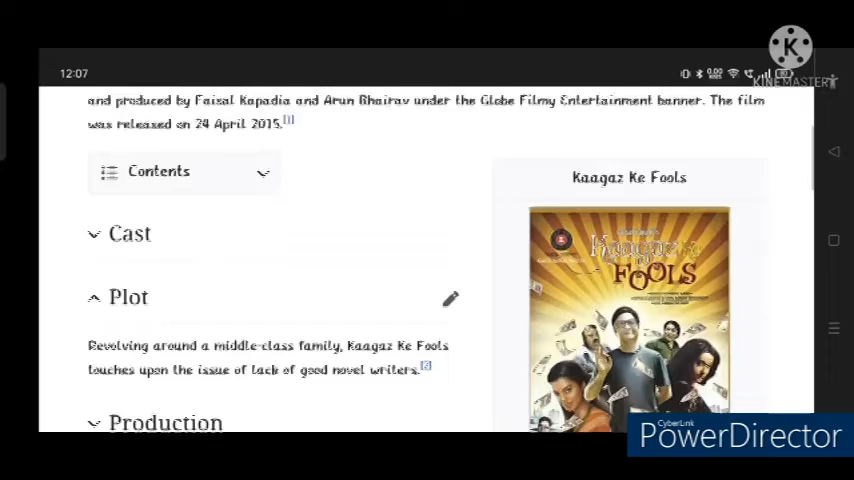 12:07
KINEMASTER
and produced by Faisal Kapadia and Arun Bhairav under the Globe Filmy Entertainment banner. The film
was released on 24 April 2015.[1]
Contents
Kaagaz Ke Fools
Cast
Kaagaz Ke
FOOLS
Plot
Revolving around a middle-class family, Kaagaz Ke Fools
touches upon the issue of lack of good novel writers.[2]
Production
CyberLink
PowerDirector